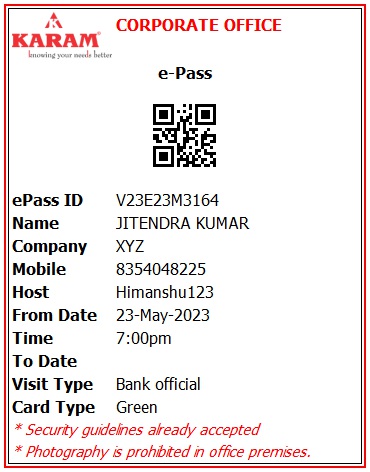 CORPORATE OFFICE
KARAM®
knowing your needs better
e-Pass
ePass ID V23E23M3164
Name JITENDRA KUMAR
Company XYZ
Mobile 8354048225
Host Himanshu123
From Date 23-May-2023
Time 7:00pm
To Date
Visit Type Bank official
Card Type Green
* Security guidelines already accepted
* Photography is prohibited in office premises.